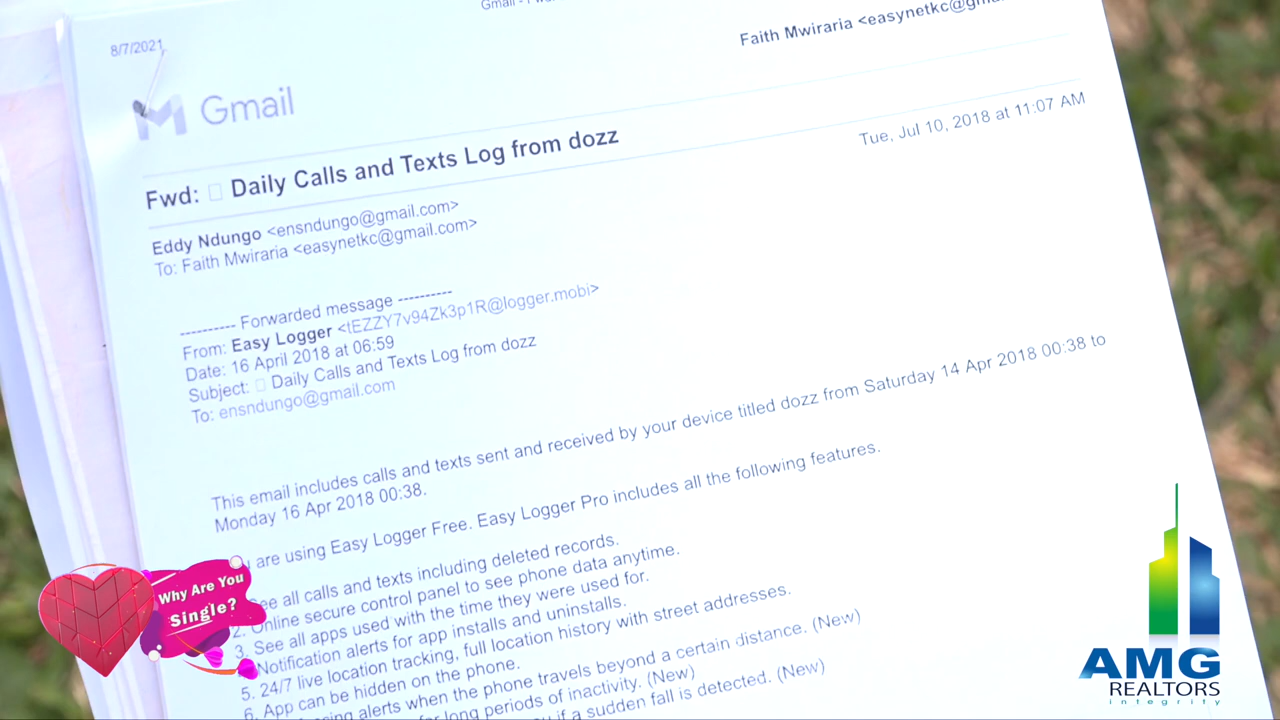 8/7/2021
Gmail -
Faith Mwiraria <easynetkc@
Gmail
Fwd: Daily Calls and Texts Log from dozz
Tue, Jul 10, 2018 at 11:07 AM
Eddy Ndungo <ensndungo@gmail.com>
To: Faith Mwiraria <easynetkc@gmail.com>
---------- Forwarded message ----------
From: Easy Logger <tEZZY7v94Zk3p1R@logger.mobi>
Date: 16 April 2018 at 06:59
Subject: Daily Calls and Texts Log from dozz
To: ensndungo@gmail.com
This email includes calls and texts sent and received by your device titled dozz from Saturday 14 Apr 2018 00:38 to
Monday 16 Apr 2018 00:38.
are using Easy Logger Free. Easy Logger Pro includes all the following features.
See all calls and texts including deleted records.
2. Online secure control panel to see phone data anytime.
3. See all apps used with the time they were used for.
Notification alerts for app installs and uninstalls.
5. 24/7 live location tracking, full location history with street addresses.
6. App can be hidden on the phone.
alerts when the phone travels beyond a certain distance. (New)
for long periods of inactivity. (New)
if a sudden fall is detected. (New)
Why Are You
Single?
AMG
REALTORS
integrity